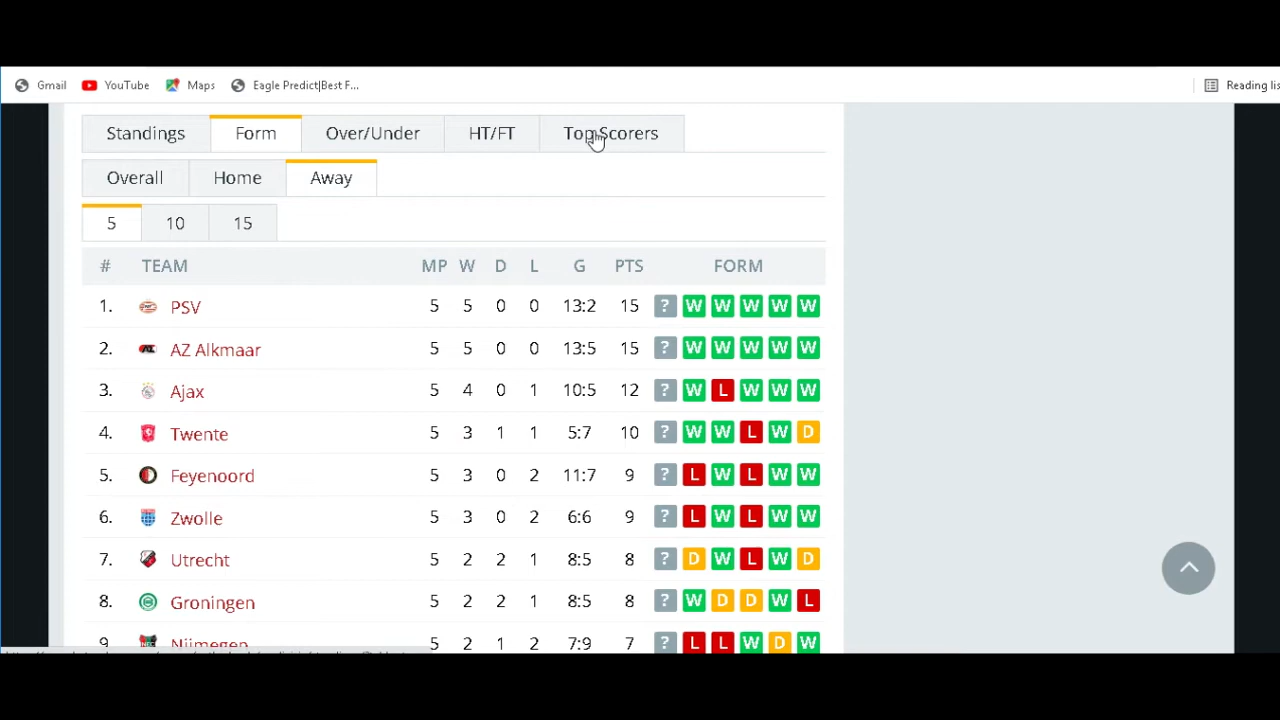 Gmail YouTube Maps Eagle Predict|Best F... Reading lis
Standings Form Over/Under HT/FT Top Scorers
Overall Home Away
5 10 15
# TEAM MP W D L G PTS FORM
1. PSV 5 5 0 0 13:2 15 ? W W W W W
2. AZ Alkmaar 5 5 0 0 13:5 15 ? W W W W W
3. Ajax 5 4 0 1 10:5 12 ? W L W W W
4. Twente 5 3 1 1 5:7 10 ? W W L W D
5. Feyenoord 5 3 0 2 11:7 9 ? L W L W W
6. Zwolle 5 3 0 2 6:6 9 ? L W L W W
7. Utrecht 5 2 2 1 8:5 8 ? D W L W D
8. Groningen 5 2 2 1 8:5 8 ? W D D W L
9. Nijmegen 5 2 1 2 7:9 7 ? L L W D W